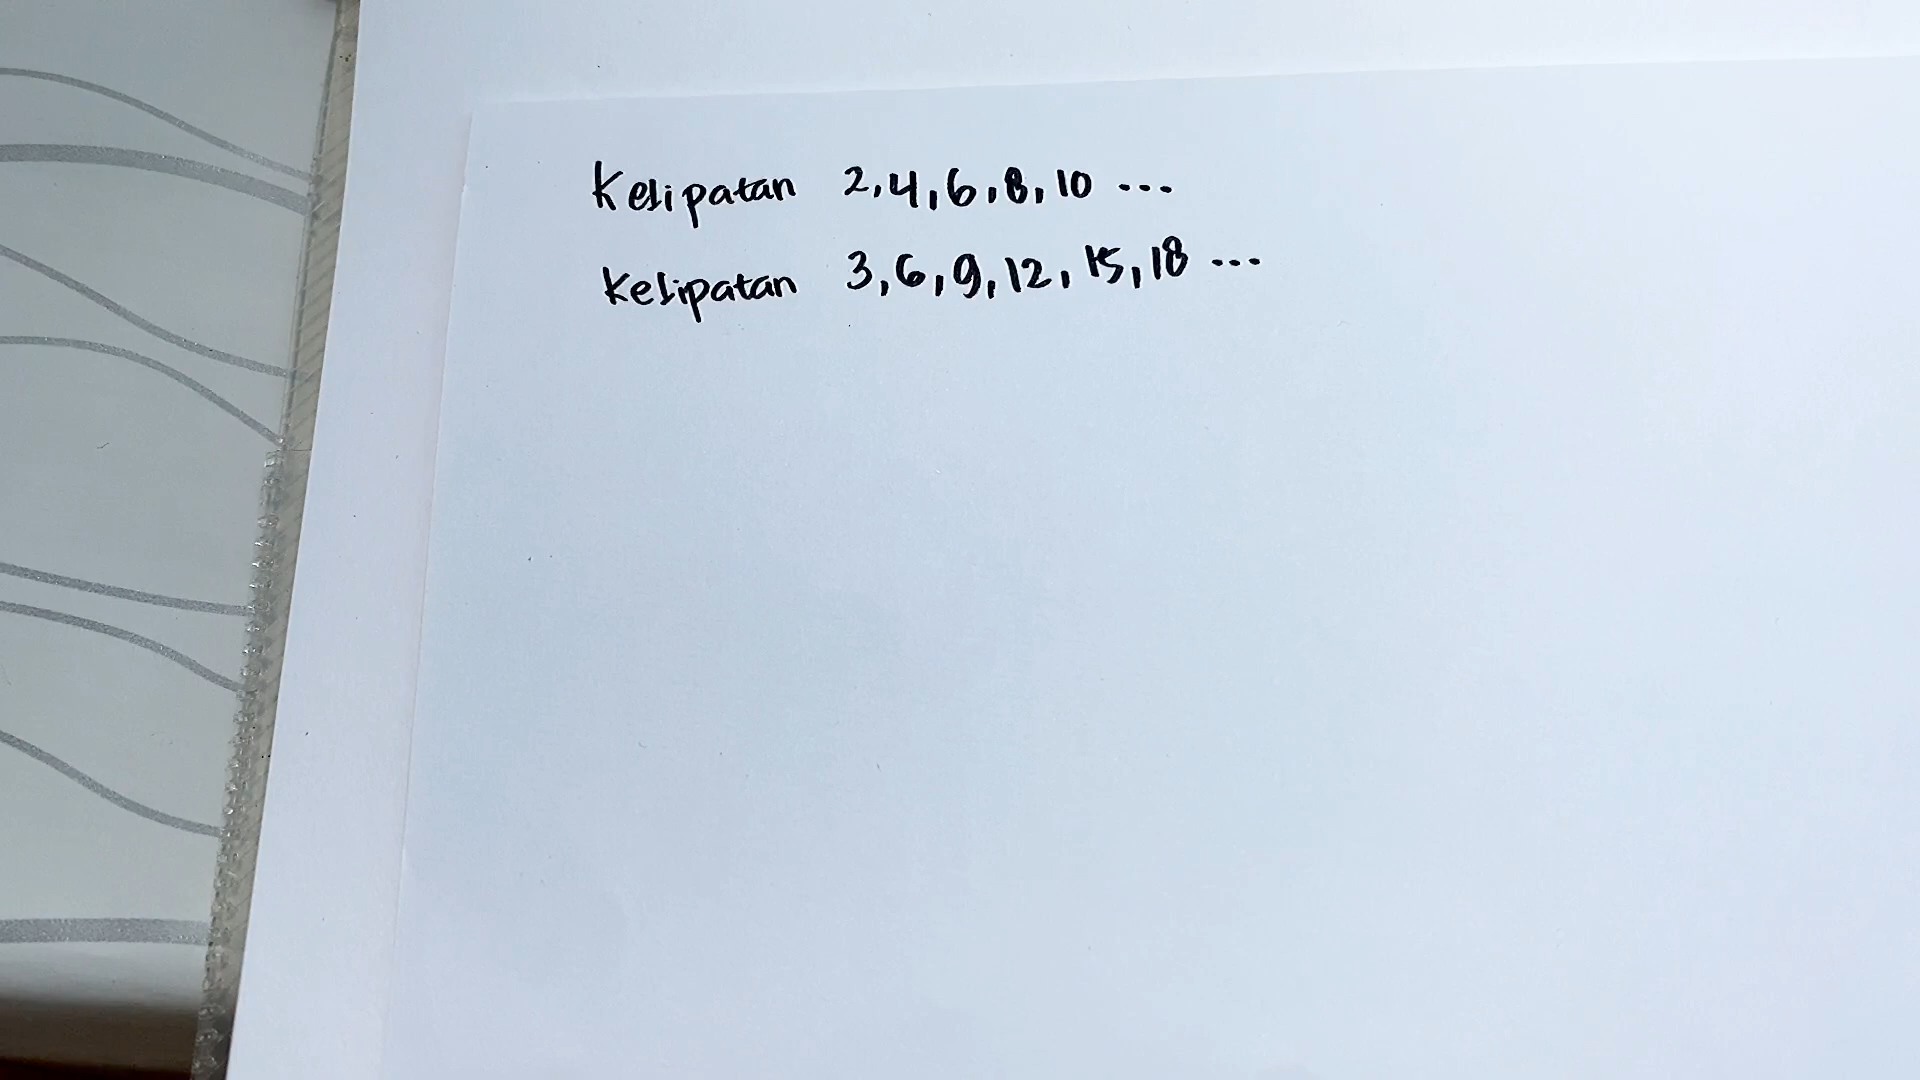 Kelipatan 2,4,6,8,10 ...
Kelipatan 3,6,9,12,15,18 ...